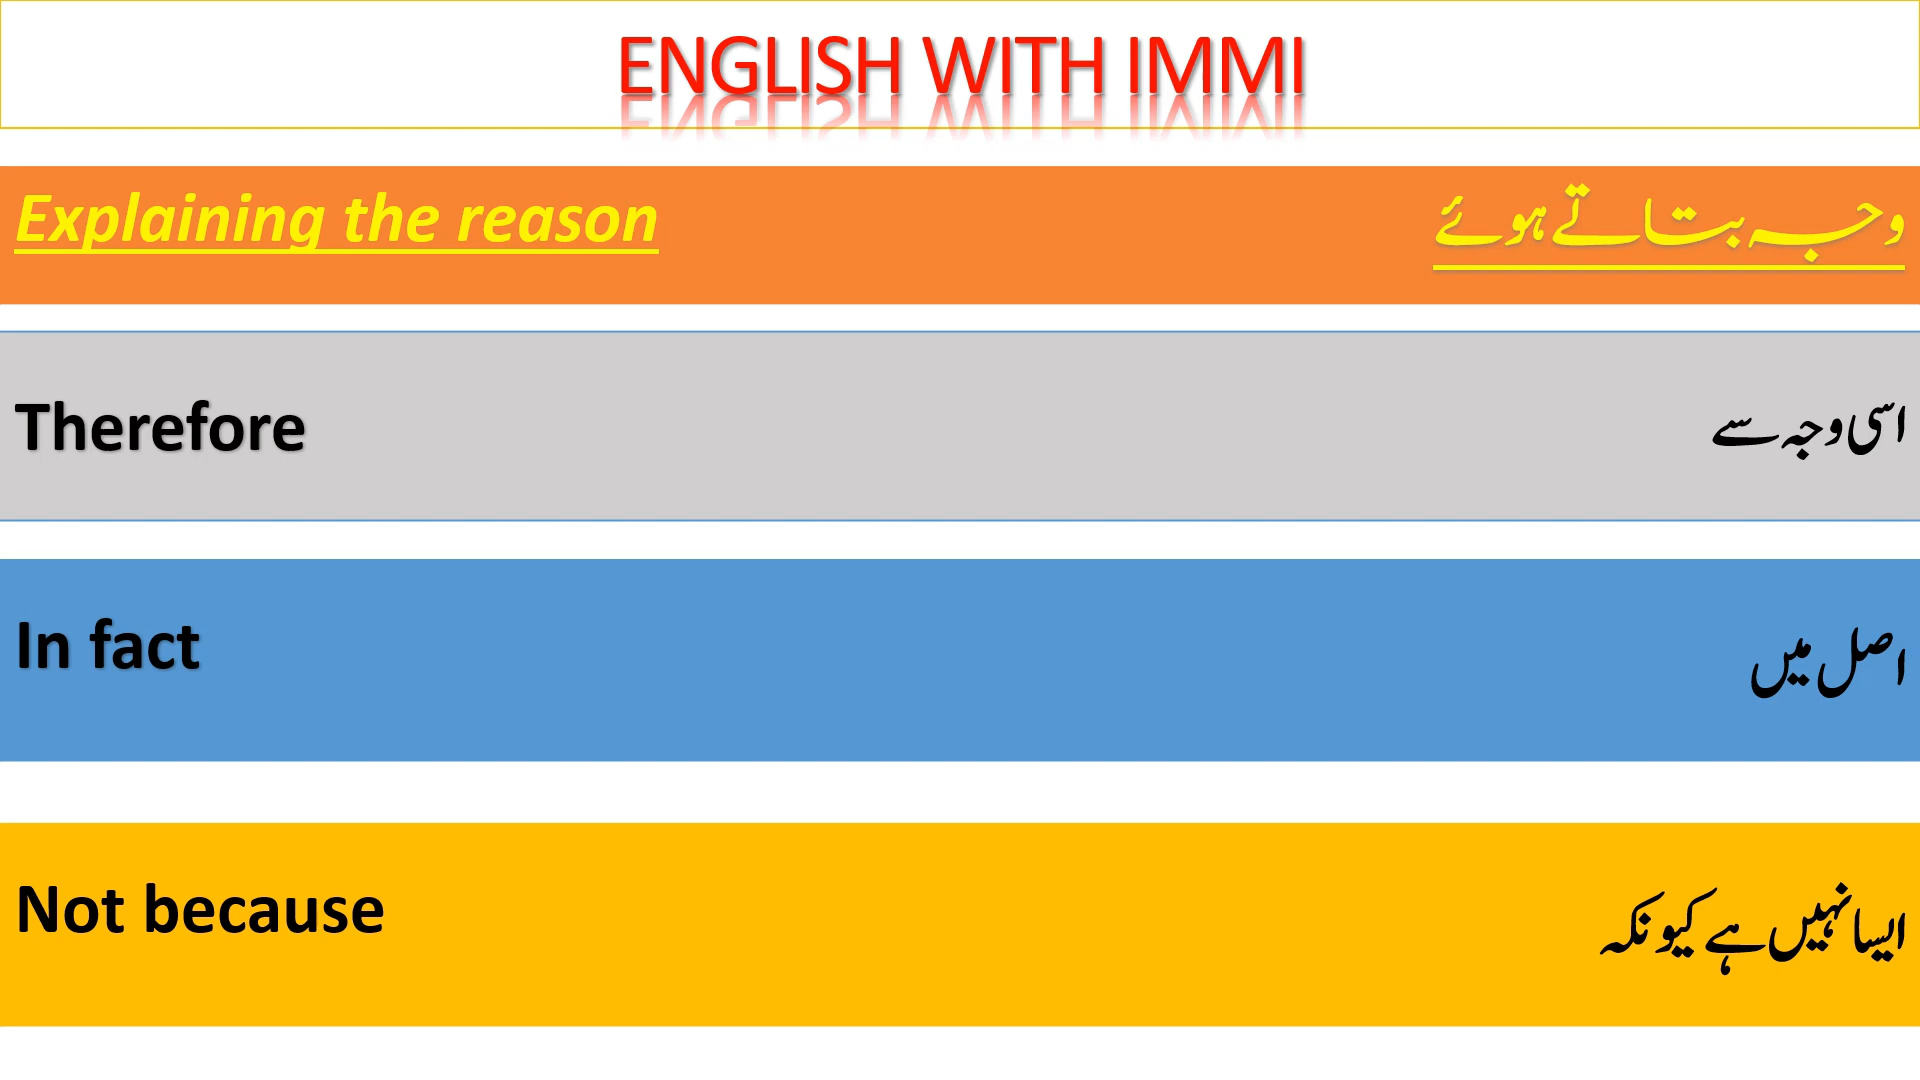 ENGLISH WITH IMMI
Explaining the reason وجہ بتاتے ہوئے
Therefore اسی وجہ سے
In fact اصل میں
Not because ایسا نہیں ہے کیونکہ